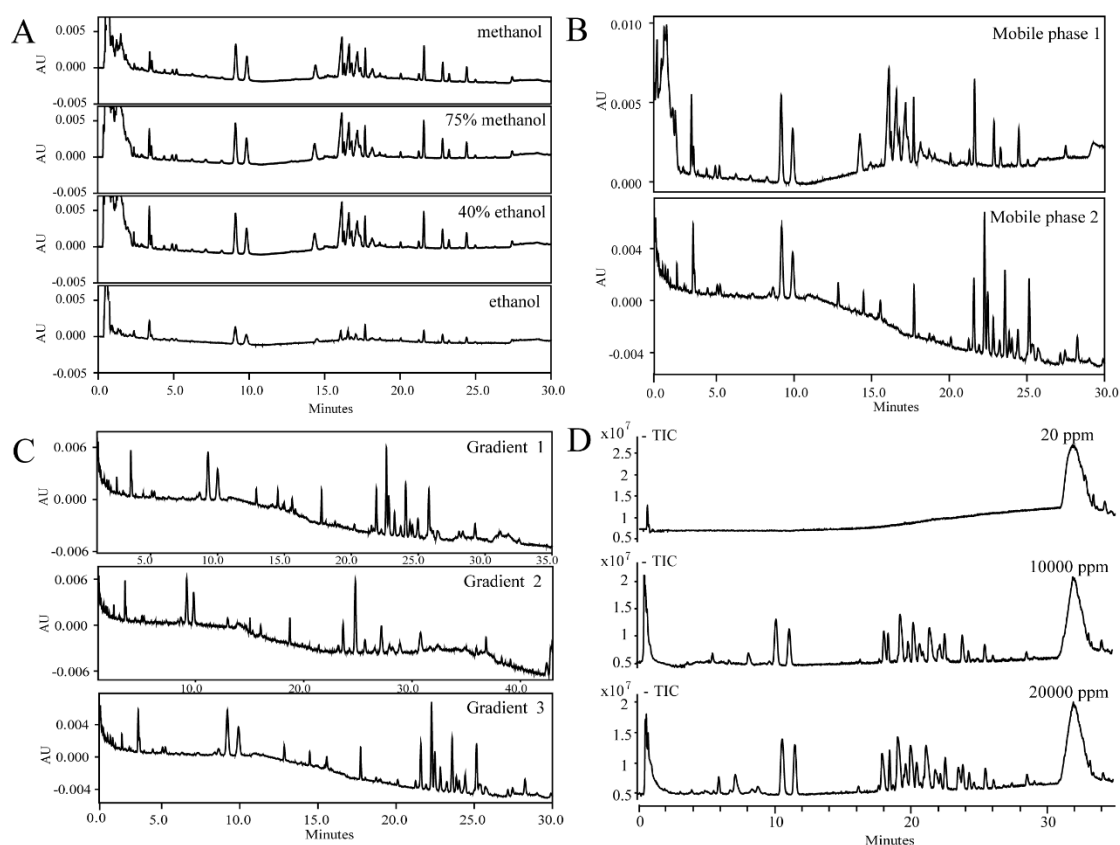 A
methanol
0.005
0.000
-0.005
AU
75% methanol
0.005
0.000
-0.005
AU
40% ethanol
0.005
0.000
-0.005
AU
ethanol
0.005
0.000
-0.005
AU
0.0 5.0 10.0 15.0 20.0 25.0 30.0
Minutes
B
Mobile phase 1
0.010
0.005
0.000
AU
Mobile phase 2
0.004
0.000
-0.004
AU
0.0 5.0 10.0 15.0 20.0 25.0 30.0
Minutes
C
Gradient 1
0.006
0.000
-0.006
AU
5.0 10.0 15.0 20.0 25.0 30.0 35.0
Gradient 2
0.006
0.000
-0.006
AU
10.0 20.0 30.0 40.0
Gradient 3
0.004
0.000
-0.004
AU
0.0 5.0 10.0 15.0 20.0 25.0 30.0
Minutes
D
x10⁷ - TIC 20 ppm
2.5
2
1.5
1
0.5
x10⁷ - TIC 10000 ppm
2
1.5
1
0.5
x10⁷ - TIC 20000 ppm
2
1.5
1
0.5
0 10 20 30
Minutes